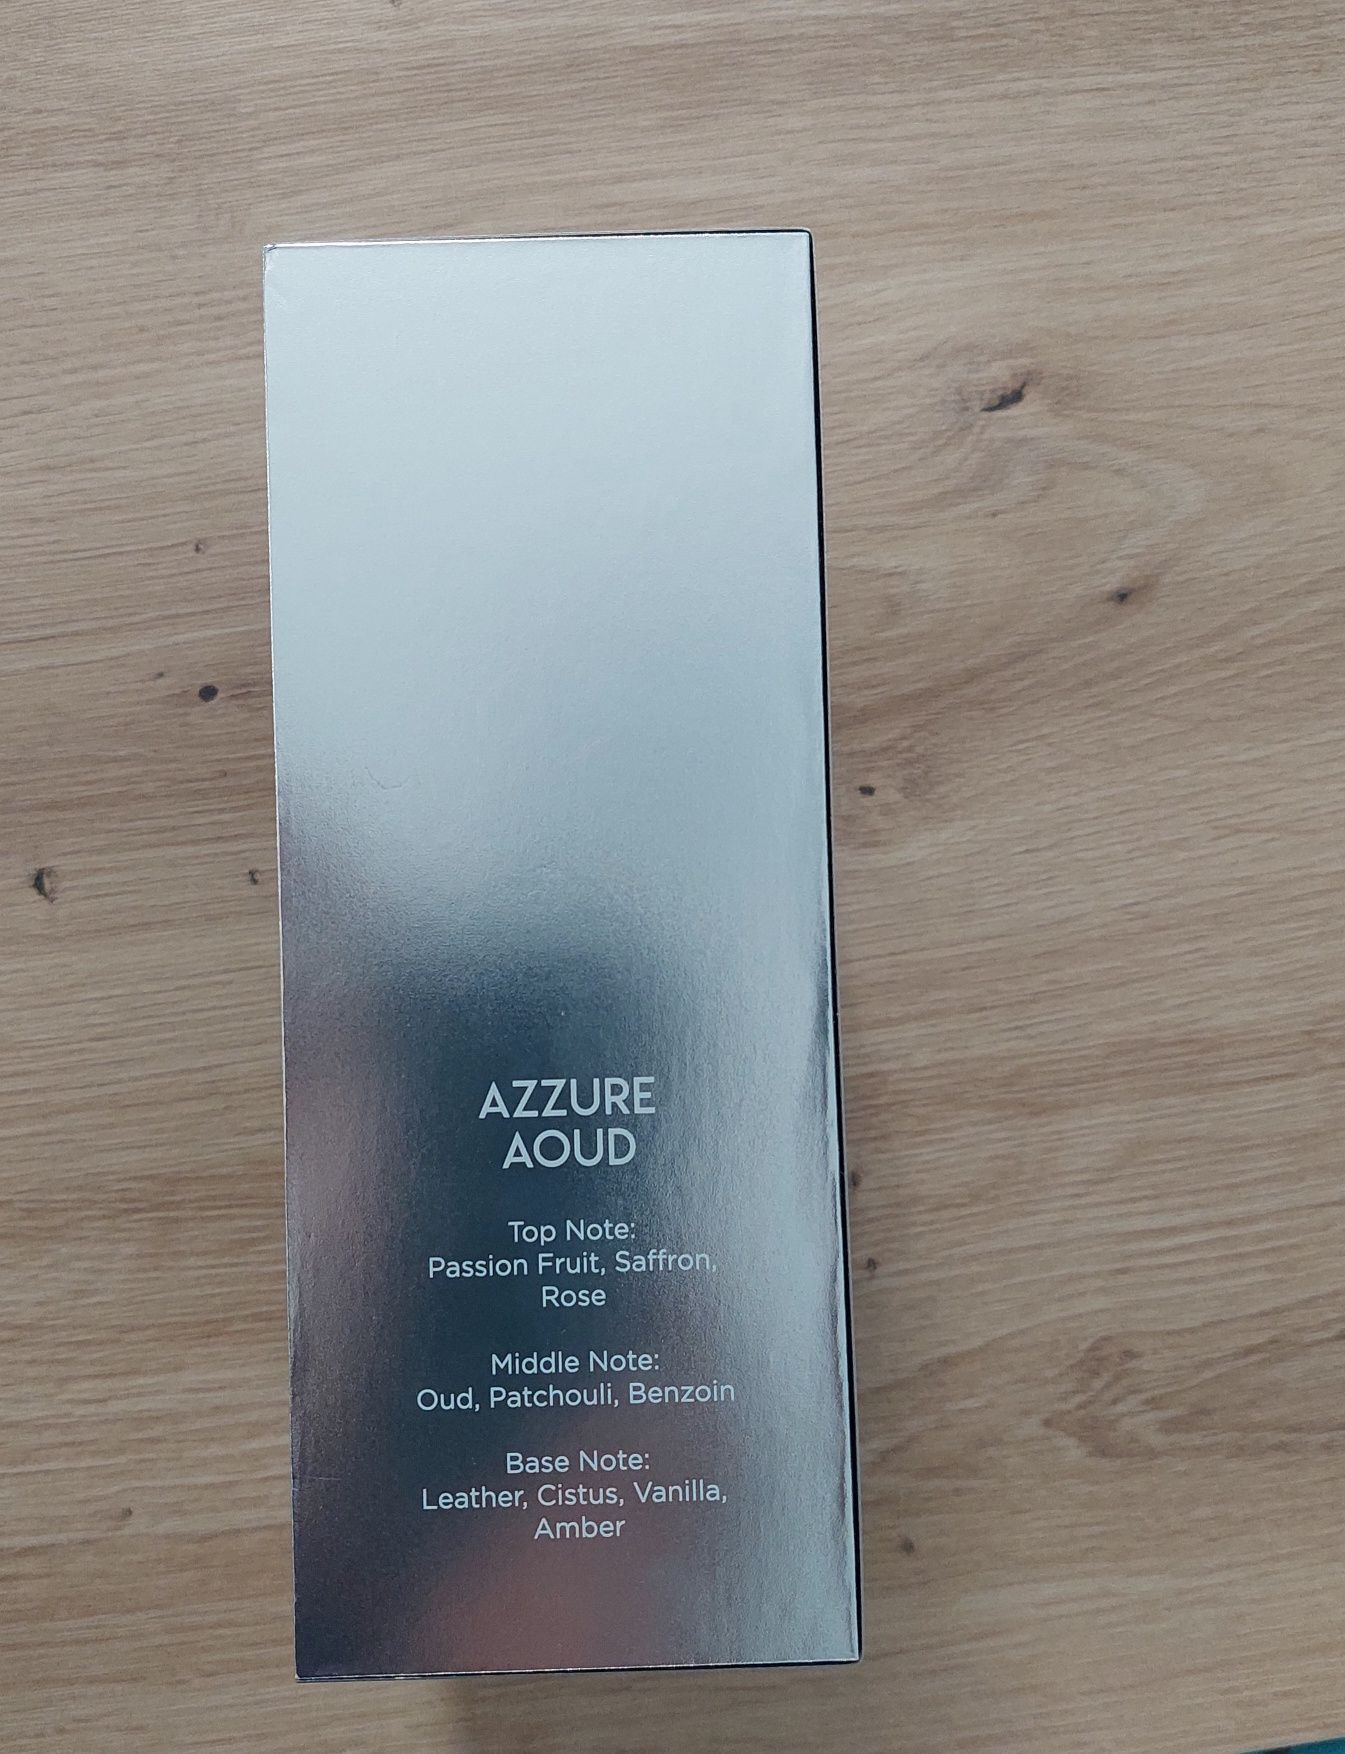 AZZURE
AOUD
Top Note:
Passion Fruit, Saffron,
Rose
Middle Note:
Oud, Patchouli, Benzoin
Base Note:
Leather, Cistus, Vanilla,
Amber